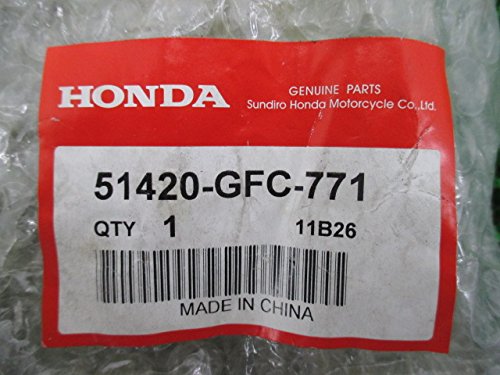 HONDA
GENUINE PARTS
Sundiro Honda Motorcycle Co.,Ltd.
51420-GFC-771
QTY 1 11B26
MADE IN CHINA